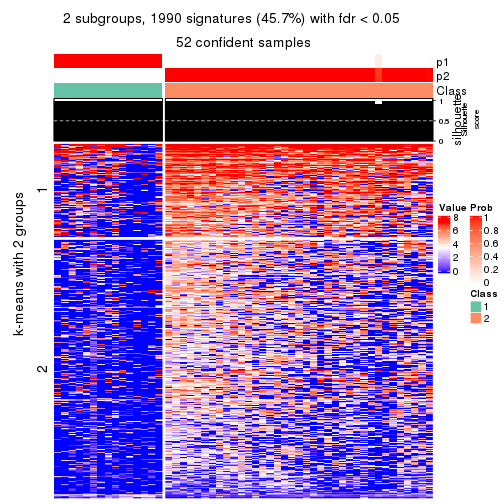 2 subgroups, 1990 signatures (45.7%) with fdr < 0.05
52 confident samples
p1
p2
Class
silhouette
Silhouette
score
1
0.5
0
k-means with 2 groups
1
2
Value
8
6
4
2
0
Prob
1
0.8
0.6
0.4
0.2
0
Class
1
2